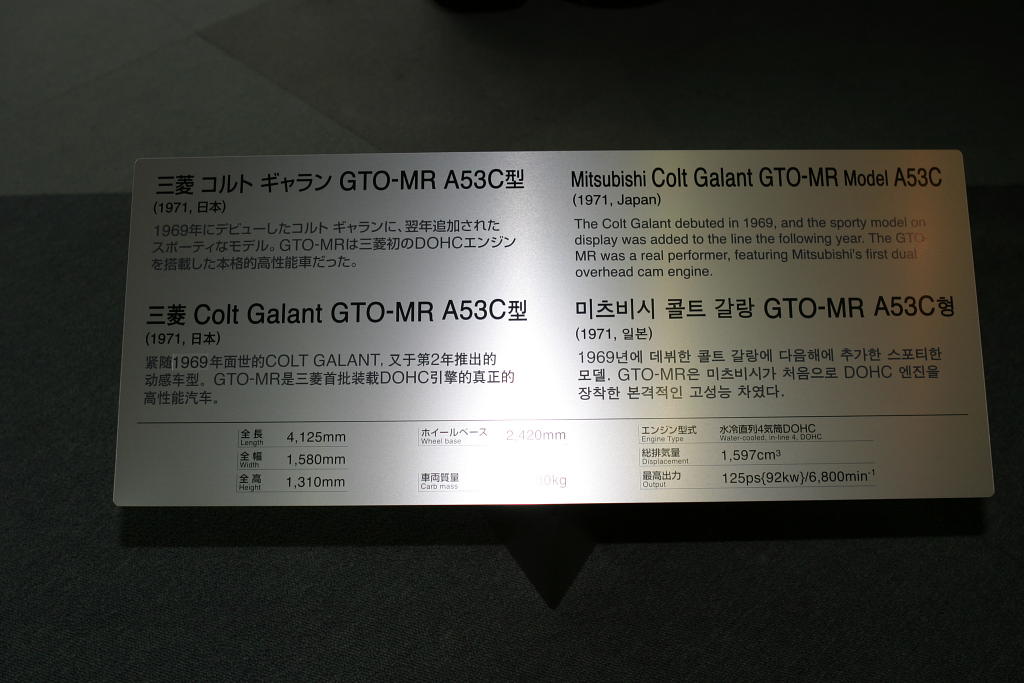 三菱 コルト ギャラン GTO-MR A53C型
(1971, 日本)
1969年にデビューしたコルト ギャランに、翌年追加された
スポーティなモデル。GTO-MRは三菱初のDOHCエンジン
を搭載した本格的高性能車だった。
Mitsubishi Colt Galant GTO-MR Model A53C
(1971, Japan)
The Colt Galant debuted in 1969, and the sporty model on
display was added to the line the following year. The GTO-
MR was a real performer, featuring Mitsubishi's first dual
overhead cam engine.
三菱 Colt Galant GTO-MR A53C型
(1971, 日本)
紧随1969年面世的COLT GALANT, 又于第2年推出的
动感车型。GTO-MR是三菱首批装载DOHC引擎的真正的
高性能汽车。
미츠비시 콜트 갈랑 GTO-MR A53C형
(1971, 일본)
1969년에 데뷔한 콜트 갈랑에 다음해에 추가한 스포티한
모델. GTO-MR은 미츠비시가 처음으로 DOHC 엔진을
장착한 본격적인 고성능 차였다.
全長 Length 4,125mm
全幅 Width 1,580mm
全高 Height 1,310mm
ホイールベース Wheel base 2,420mm
車両質量 Carb mass
エンジン型式 Engine Type 水冷直列4気筒DOHC Water-cooled, in-line 4, DOHC
総排気量 Displacement 1,597cm³
最高出力 Output 125ps{92kw}/6,800min⁻¹